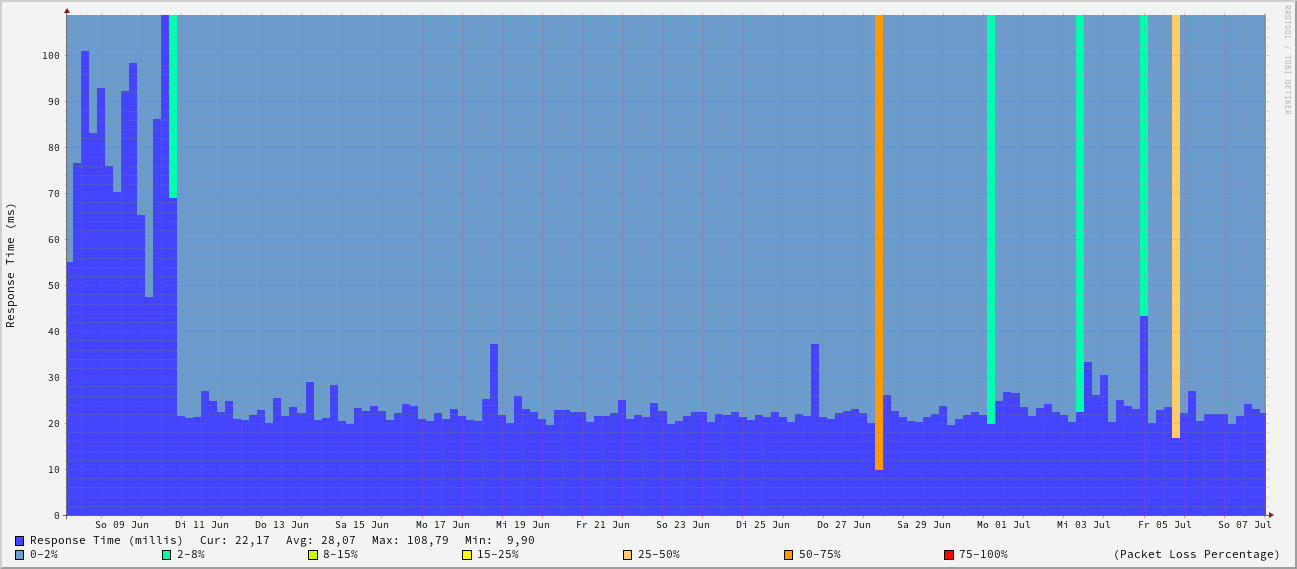 RRDTOOL / TOBI OETIKER
Response Time (ms)
100
90
80
70
60
50
40
30
20
10
0
So 09 Jun Di 11 Jun Do 13 Jun Sa 15 Jun Mo 17 Jun Mi 19 Jun Fr 21 Jun So 23 Jun Di 25 Jun Do 27 Jun Sa 29 Jun Mo 01 Jul Mi 03 Jul Fr 05 Jul So 07 Jul
Response Time (millis) Cur: 22,17 Avg: 28,07 Max: 108,79 Min: 9,90
0-2% 2-8% 8-15% 15-25% 25-50% 50-75% 75-100% (Packet Loss Percentage)